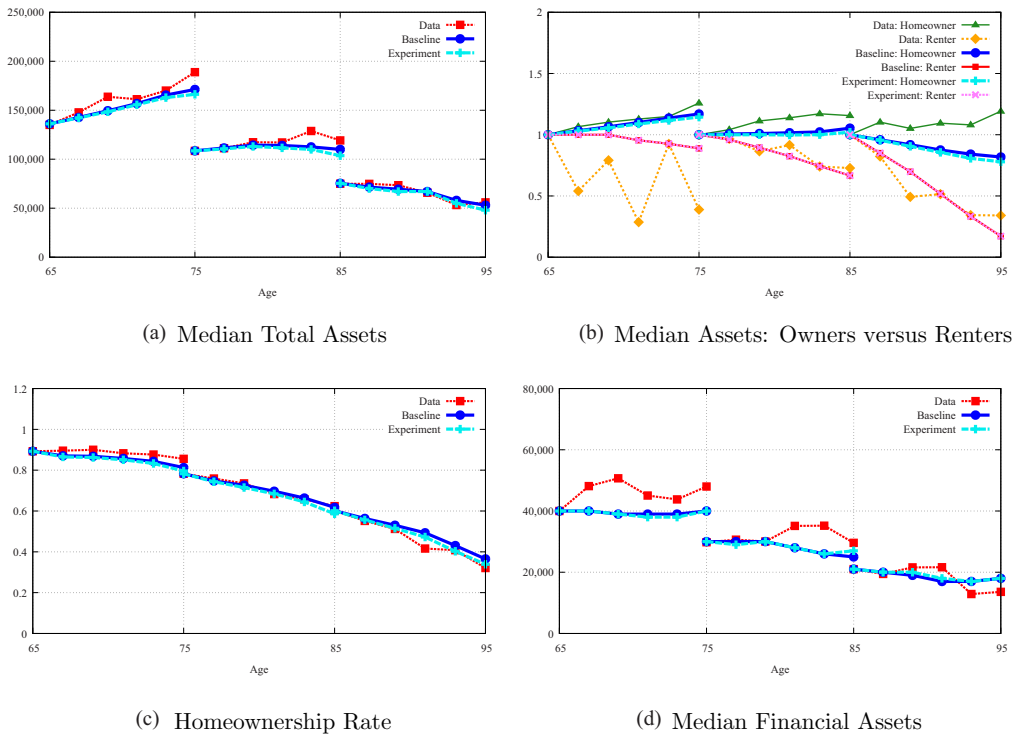 250,000
200,000
150,000
100,000
50,000
0
65
75
85
95
Age
Data
Baseline
Experiment
(a) Median Total Assets
2
1.5
1
0.5
0
65
75
85
95
Age
Data: Homeowner
Data: Renter
Baseline: Homeowner
Baseline: Renter
Experiment: Homeowner
Experiment: Renter
(b) Median Assets: Owners versus Renters
1.2
1
0.8
0.6
0.4
0.2
0
65
75
85
95
Age
Data
Baseline
Experiment
(c) Homeownership Rate
80,000
60,000
40,000
20,000
0
65
75
85
95
Age
Data
Baseline
Experiment
(d) Median Financial Assets